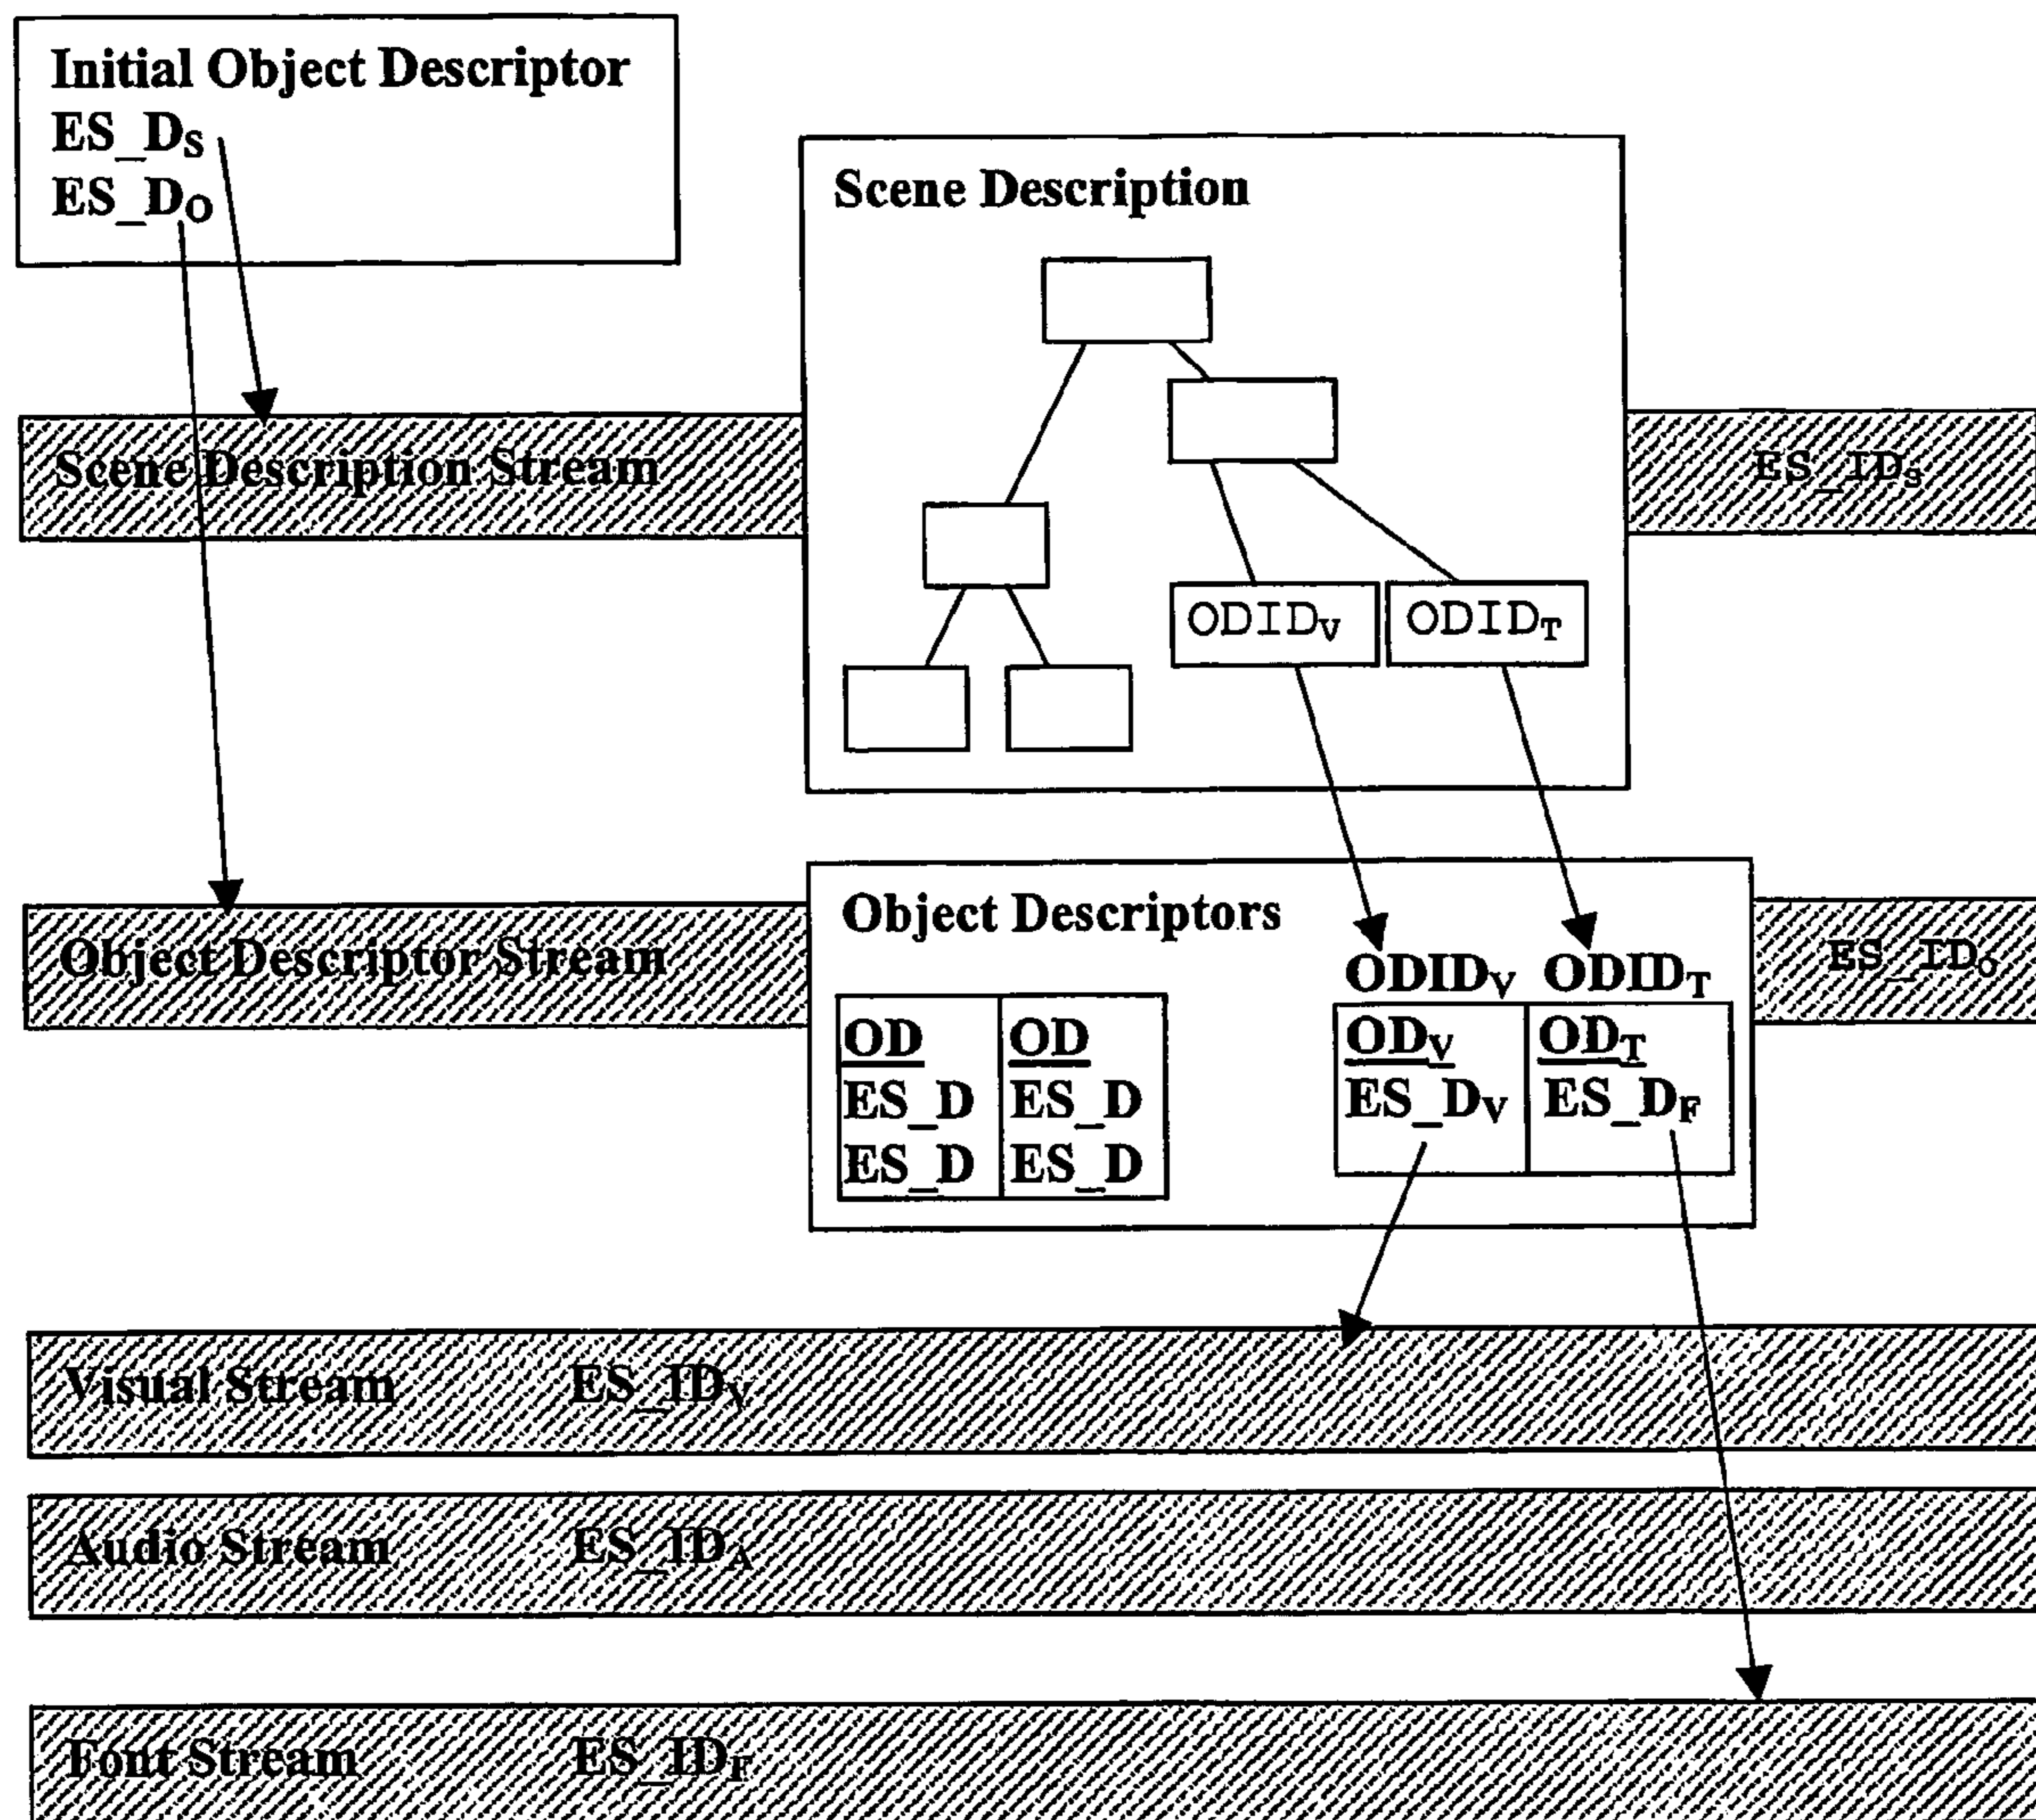 Initial Object Descriptor
ES_DS
ES_DO
Scene Description
Scene Description Stream
ES_IDS
ODIDV
ODIDT
Object Descriptors
Object Descriptor Stream
ES_IDO
ODIDV ODIDT
OD OD
ES_D ES_D
ES_D ES_D
ODV ODT
ES_DV ES_DF
Visual Stream ES_IDV
Audio Stream ES_IDA
Font Stream ES_IDF